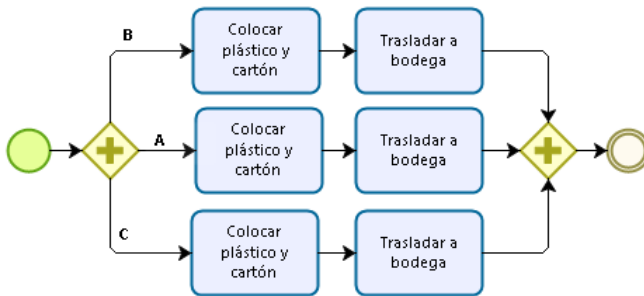 B
Colocar
plástico y
cartón
Trasladar a
bodega
A
Colocar
plástico y
cartón
Trasladar a
bodega
C
Colocar
plástico y
cartón
Trasladar a
bodega